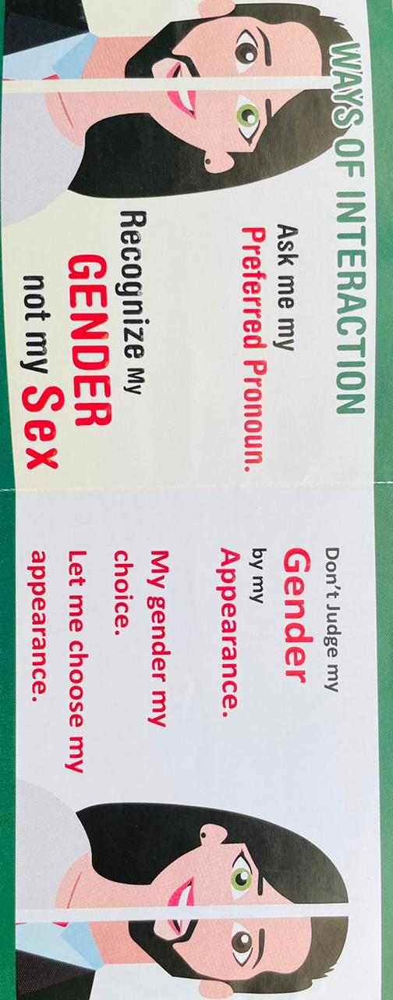 WAYS OF INTERACTION
Ask me my
Preferred Pronoun.
Recognize My
GENDER
not my Sex
Don't Judge my
Gender
by my
Appearance.
My gender my
choice.
Let me choose my
appearance.